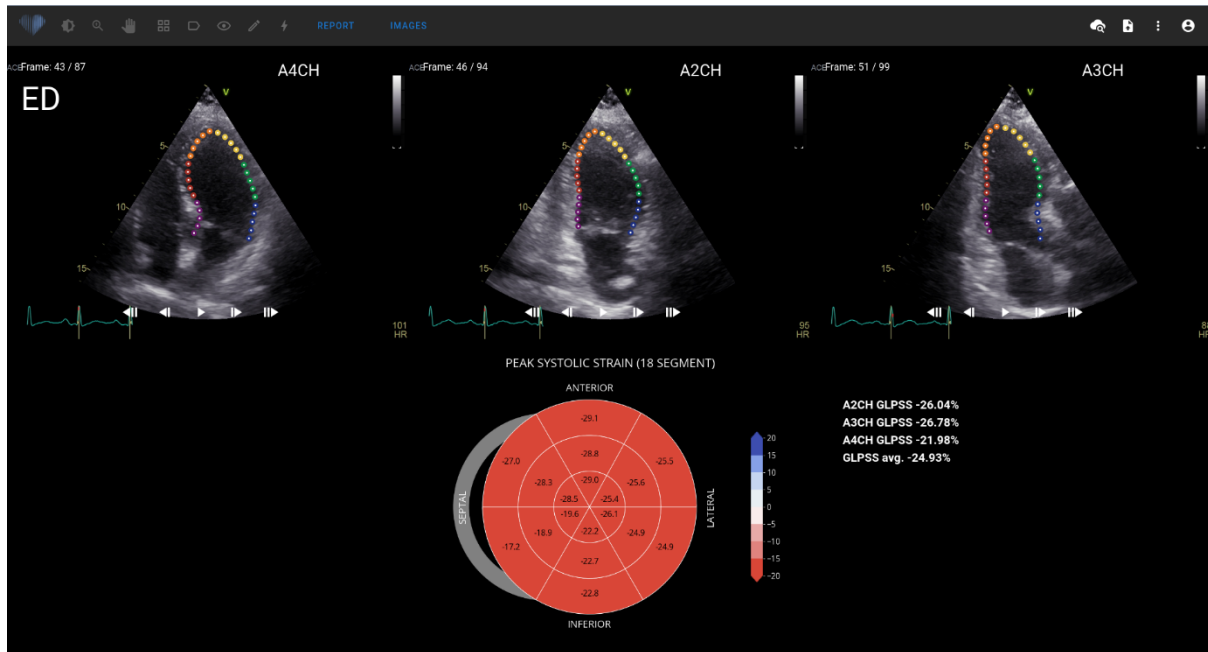 REPORT
IMAGES
Frame: 43 / 87
A4CH
ED
V
5
10
15
101
HR
Frame: 46 / 94
A2CH
V
5
10
15
95
HR
Frame: 51 / 99
A3CH
V
5
10
15
88
HR
PEAK SYSTOLIC STRAIN (18 SEGMENT)
ANTERIOR
-29.1
-27.0
-28.8
-25.5
-28.3
-29.0
-25.6
-28.5
-25.4
-19.6
-26.1
-18.9
-22.2
-24.9
-17.2
-22.7
-24.9
-22.8
SEPTAL
LATERAL
INFERIOR
20
15
10
5
0
-5
-10
-15
-20
A2CH GLPSS -26.04%
A3CH GLPSS -26.78%
A4CH GLPSS -21.98%
GLPSS avg. -24.93%